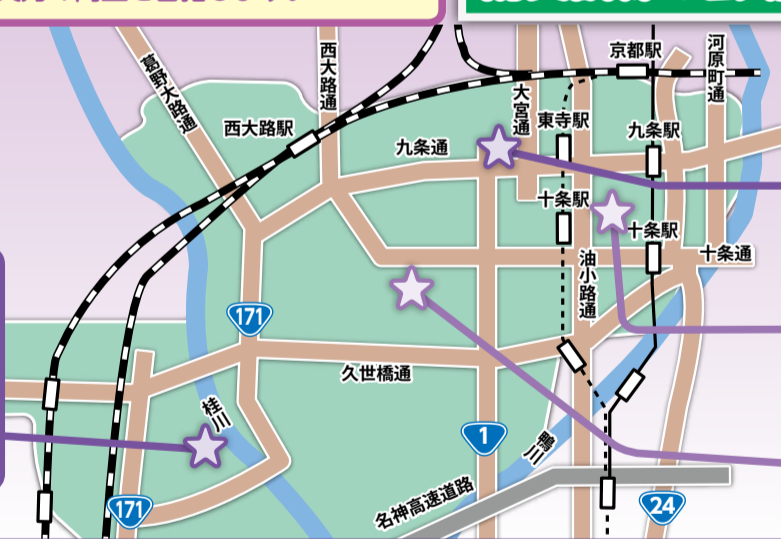 京都駅
河原町通
西大路通
葛野大路通
大宮通
西大路駅
東寺駅
九条駅
九条通
十条駅
十条駅
十条通
油小路通
171
久世橋通
桂川
1
鴨川
名神高速道路
171
24